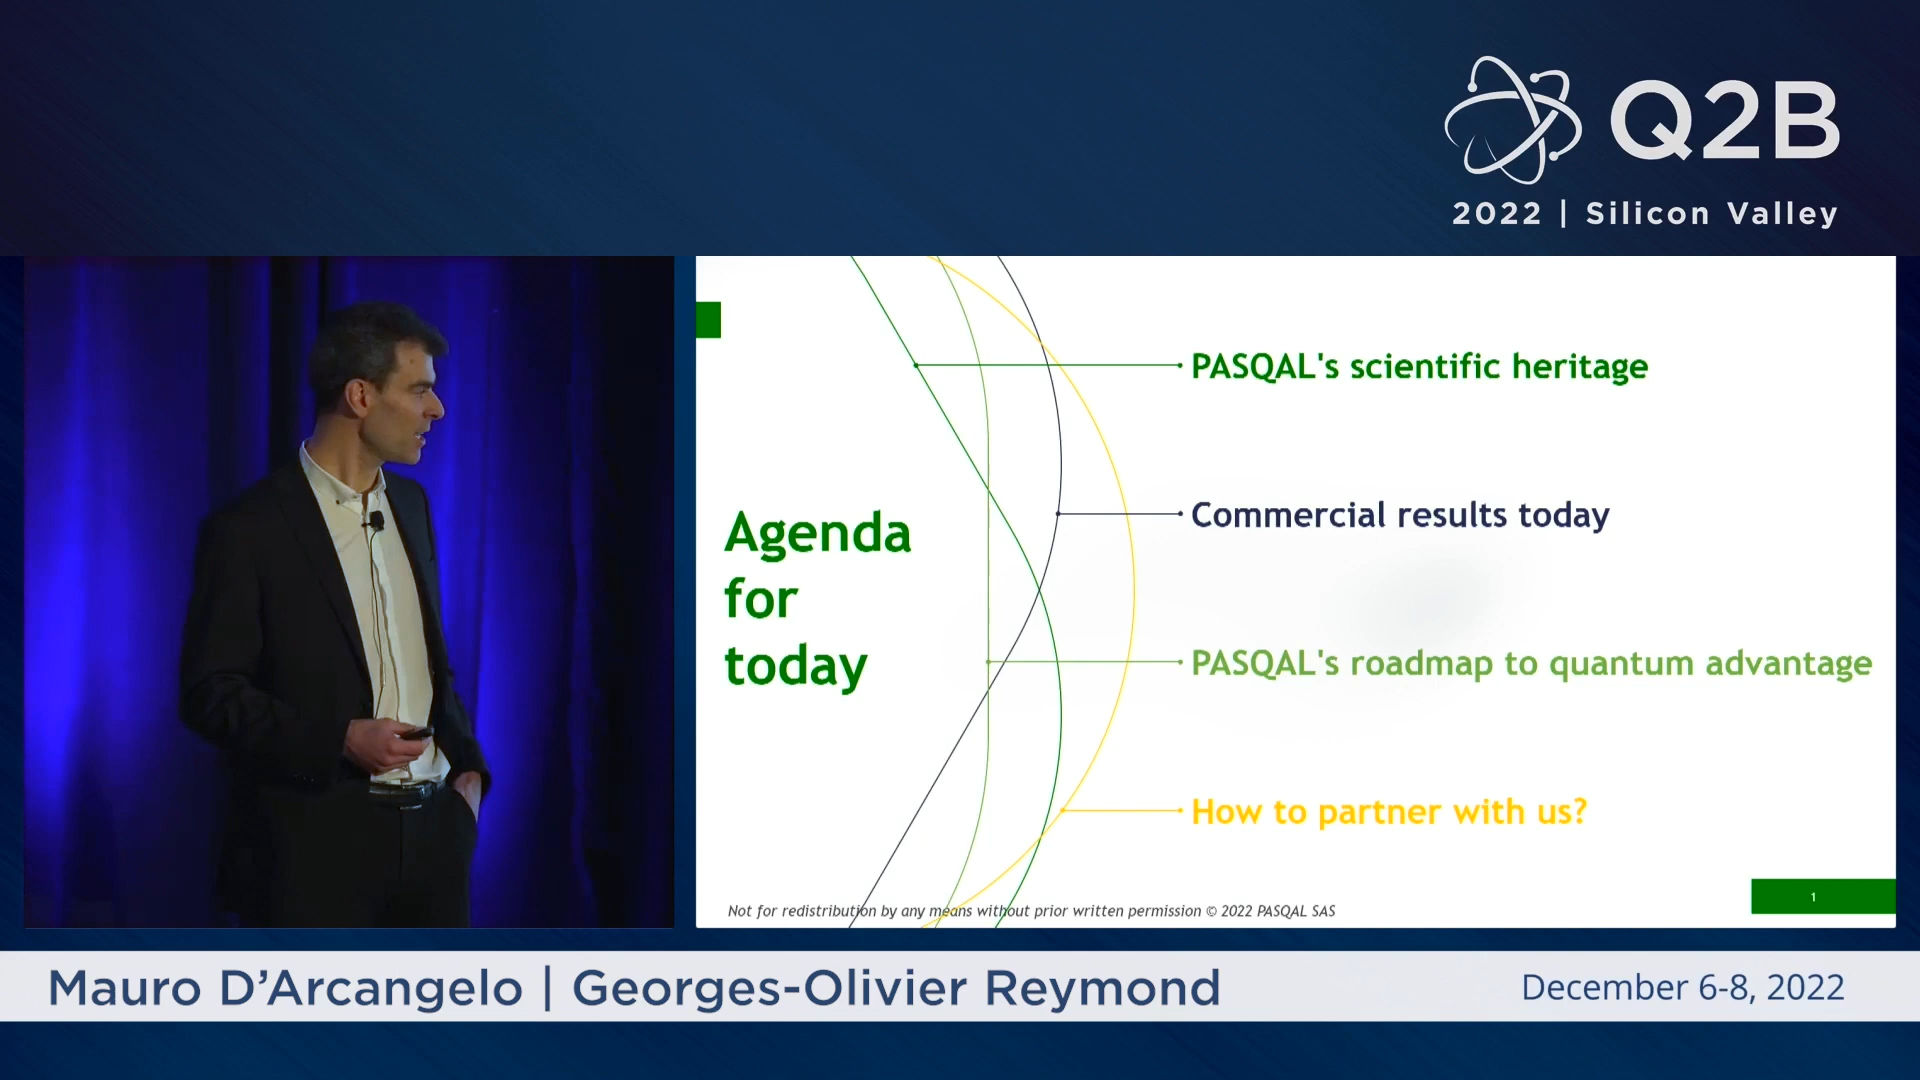 Q2B
2022 | Silicon Valley
PASQAL's scientific heritage
Commercial results today
Agenda
for
today
PASQAL's roadmap to quantum advantage
How to partner with us?
Not for redistribution by any means without prior written permission © 2022 PASQAL SAS
1
Mauro D’Arcangelo | Georges-Olivier Reymond
December 6-8, 2022